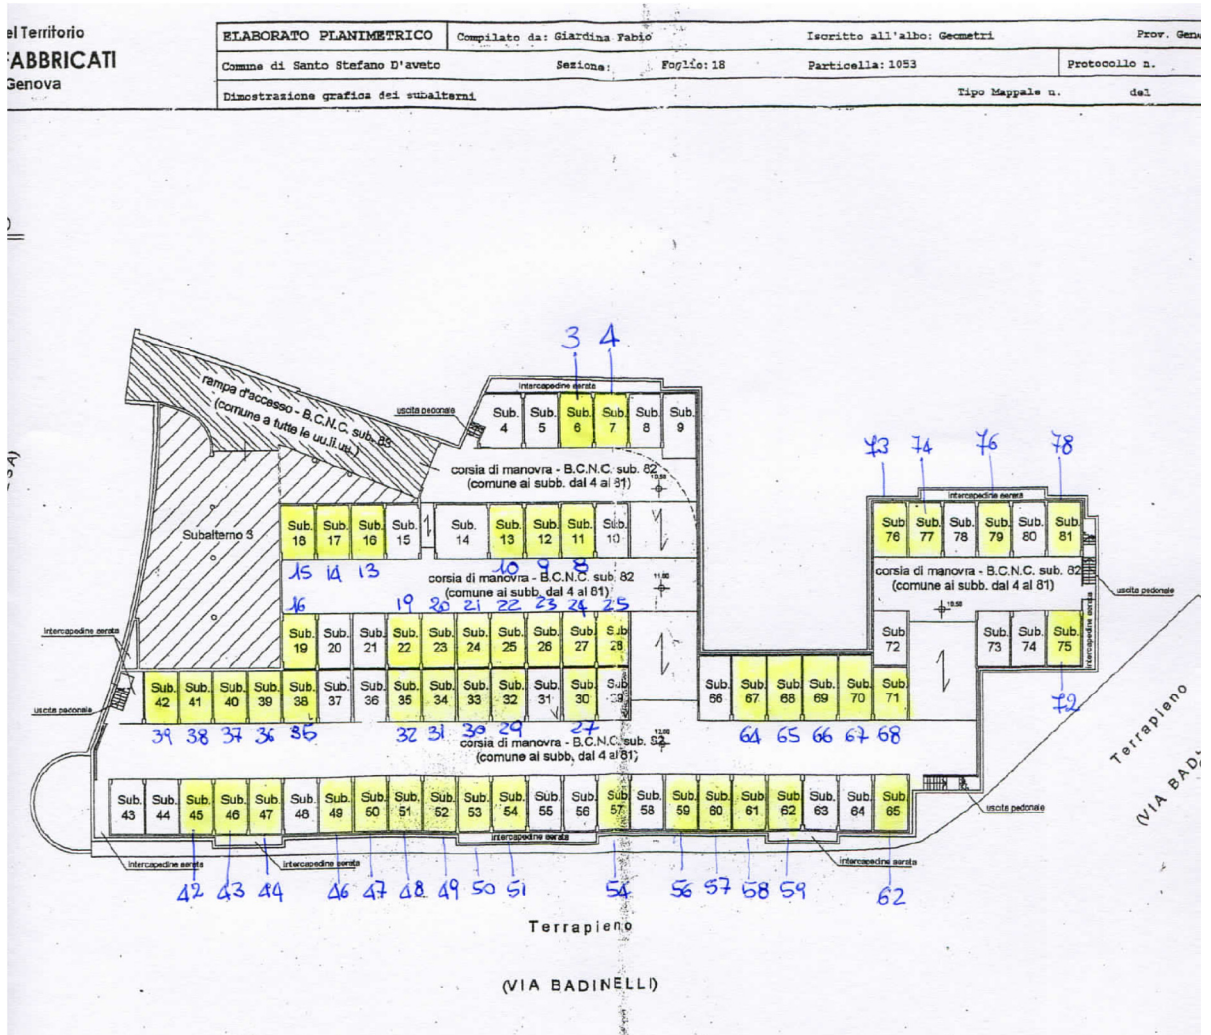 el Territorio
FABBRICATI
Genova
ELABORATO PLANIMETRICO
Compilato da: Giardina Fabio
Iscritto all'albo: Geometri
Prov. Genov
Comune di Santo Stefano D'aveto
Sezione:
Foglio: 18
Particella: 1053
Protocollo n.
Dimostrazione grafica dei subalterni
Tipo Mappale n.
del
3 4
intercapedine aerata
rampa d'accesso - B.C.N.C. sub. 83
(comune a tutte le uu.ii.uu.)
uscita pedonale
Sub. 4 Sub. 5 Sub. 6 Sub. 7 Sub. 8 Sub. 9
corsia di manovra - B.C.N.C. sub. 82
(comune ai subb. dal 4 al 81)
73 74 76 78
intercapedine aerata
Subalterno 3
Sub. 18 Sub. 17 Sub. 16 Sub. 15 Sub. 14 Sub. 13 Sub. 12 Sub. 11 Sub. 10
Sub. 76 Sub. 77 Sub. 78 Sub. 79 Sub. 80 Sub. 81
15 14 13 10 9 8
corsia di manovra - B.C.N.C. sub. 82
(comune ai subb. dal 4 al 81)
11.50
corsia di manovra - B.C.N.C. sub. 82
(comune ai subb. dal 4 al 81)
uscita pedonale
16 19 20 21 22 23 24 25
10.50
intercapedine aerata
Sub. 19 Sub. 20 Sub. 21 Sub. 22 Sub. 23 Sub. 24 Sub. 25 Sub. 26 Sub. 27 Sub. 28
Sub. 72 Sub. 73 Sub. 74 Sub. 75
intercapedine aerata
Sub. 42 Sub. 41 Sub. 40 Sub. 39 Sub. 38 Sub. 37 Sub. 36 Sub. 35 Sub. 34 Sub. 33 Sub. 32 Sub. 31 Sub. 30
Sub. 66 Sub. 67 Sub. 68 Sub. 69 Sub. 70 Sub. 71
72
uscita pedonale
39 38 37 36 35 32 31 30 29 27
64 65 66 67 68
corsia di manovra - B.C.N.C. sub. 82
(comune ai subb. dal 4 al 81)
Terrapieno
(VIA BADI
Sub. 43 Sub. 44 Sub. 45 Sub. 46 Sub. 47 Sub. 48 Sub. 49 Sub. 50 Sub. 51 Sub. 52 Sub. 53 Sub. 54 Sub. 55 Sub. 56 Sub. 57 Sub. 58 Sub. 59 Sub. 60 Sub. 61 Sub. 62 Sub. 63 Sub. 64 Sub. 65
uscita pedonale
intercapedine aerata
intercapedine aerata
intercapedine aerata
intercapedine aerata
42 43 44 46 47 48 49 50 51 54 56 57 58 59 62
Terrapieno
(VIA BADINELLI)